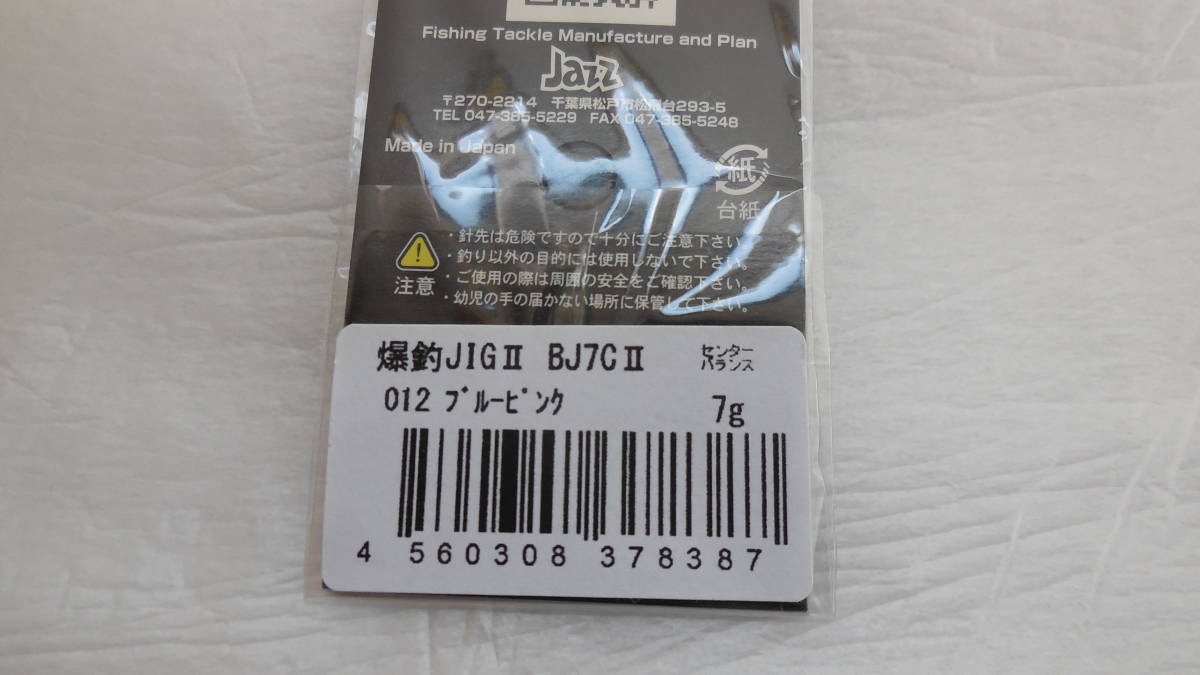 Fishing Tackle Manufacture and Plan
Jazz
〒270-2214 千葉県松戸市松飛台293-5
TEL 047-385-5229 FAX 047-385-5248
Made in Japan
紙
台紙
注意
・針先は危険ですので十分にご注意下さい。
・釣り以外の目的には使用しないで下さい。
・ご使用の際は周囲の安全をご確認下さい。
・幼児の手の届かない場所に保管して下さい。
爆釣JIGⅡ BJ7CⅡ センターバランス
012 ブルーピンク 7g
4 560308 378387